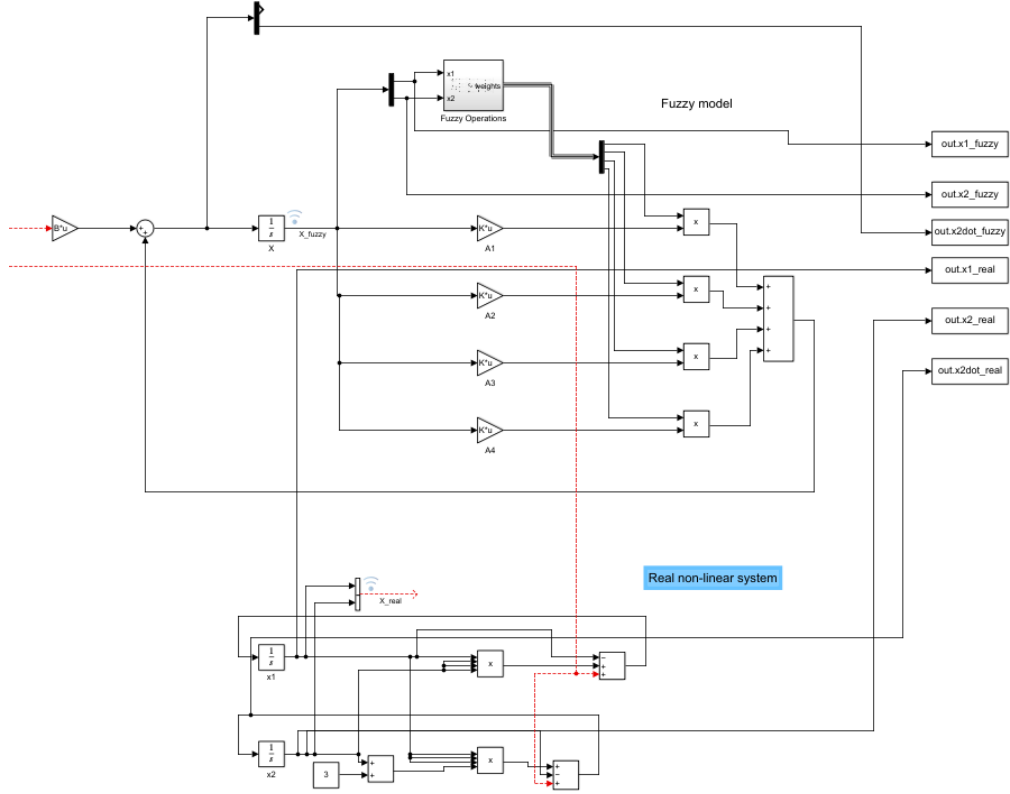 x1
weights
x2
Fuzzy Operations
Fuzzy model
out.x1_fuzzy
out.x2_fuzzy
B*u
+
+
1
s
X
X_fuzzy
K*u
A1
x
out.x2dot_fuzzy
out.x1_real
K*u
A2
x
+
+
+
+
out.x2_real
K*u
A3
x
out.x2dot_real
K*u
A4
x
Real non-linear system
X_real
1
s
x1
x
−
+
+
1
s
x2
3
+
+
x
+
−
+